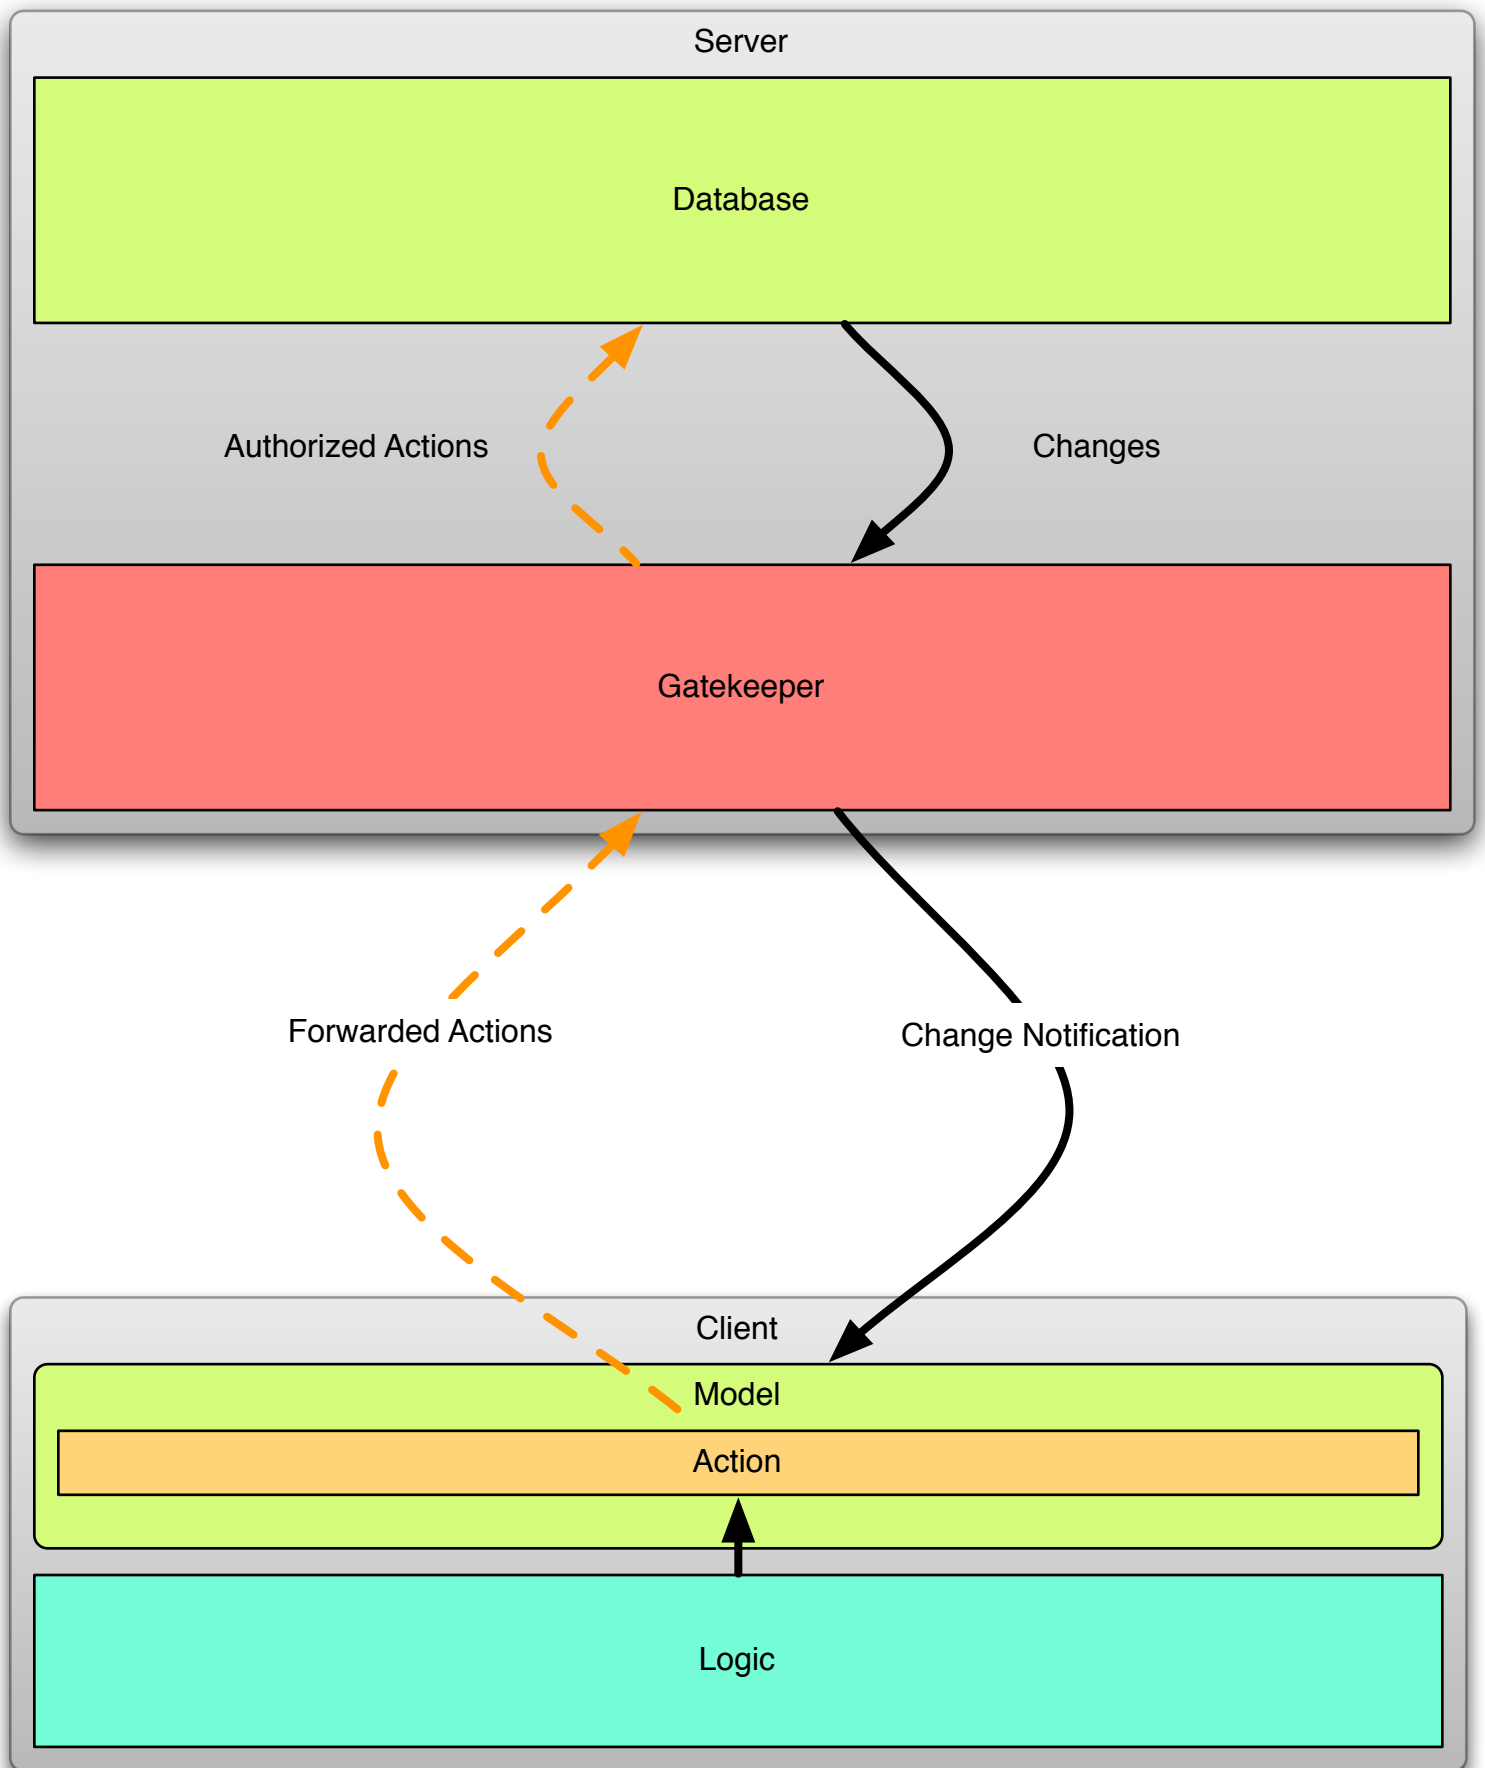 Server
Database
Authorized Actions
Changes
Gatekeeper
Forwarded Actions
Change Notification
Client
Model
Action
Logic